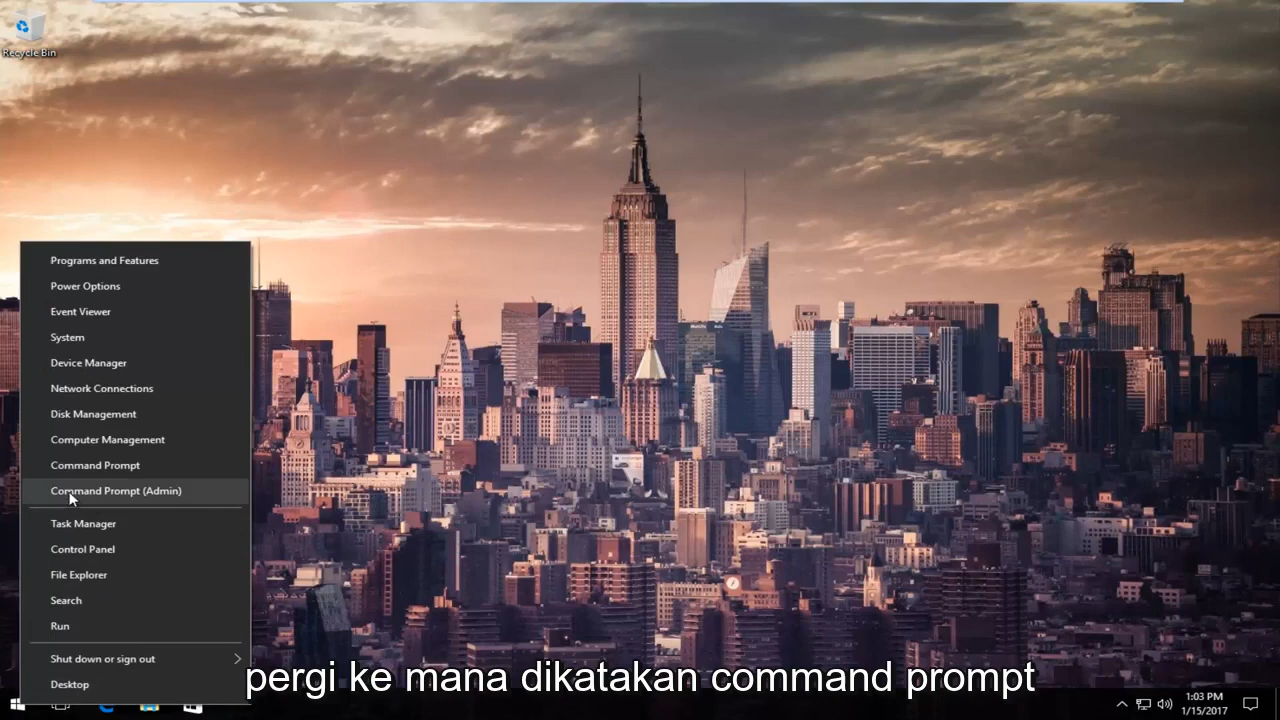 Recycle Bin
Programs and Features
Power Options
Event Viewer
System
Device Manager
Network Connections
Disk Management
Computer Management
Command Prompt
Command Prompt (Admin)
Task Manager
Control Panel
File Explorer
Search
Run
Shut down or sign out
Desktop
pergi ke mana dikatakan command prompt
1:03 PM
1/15/2017